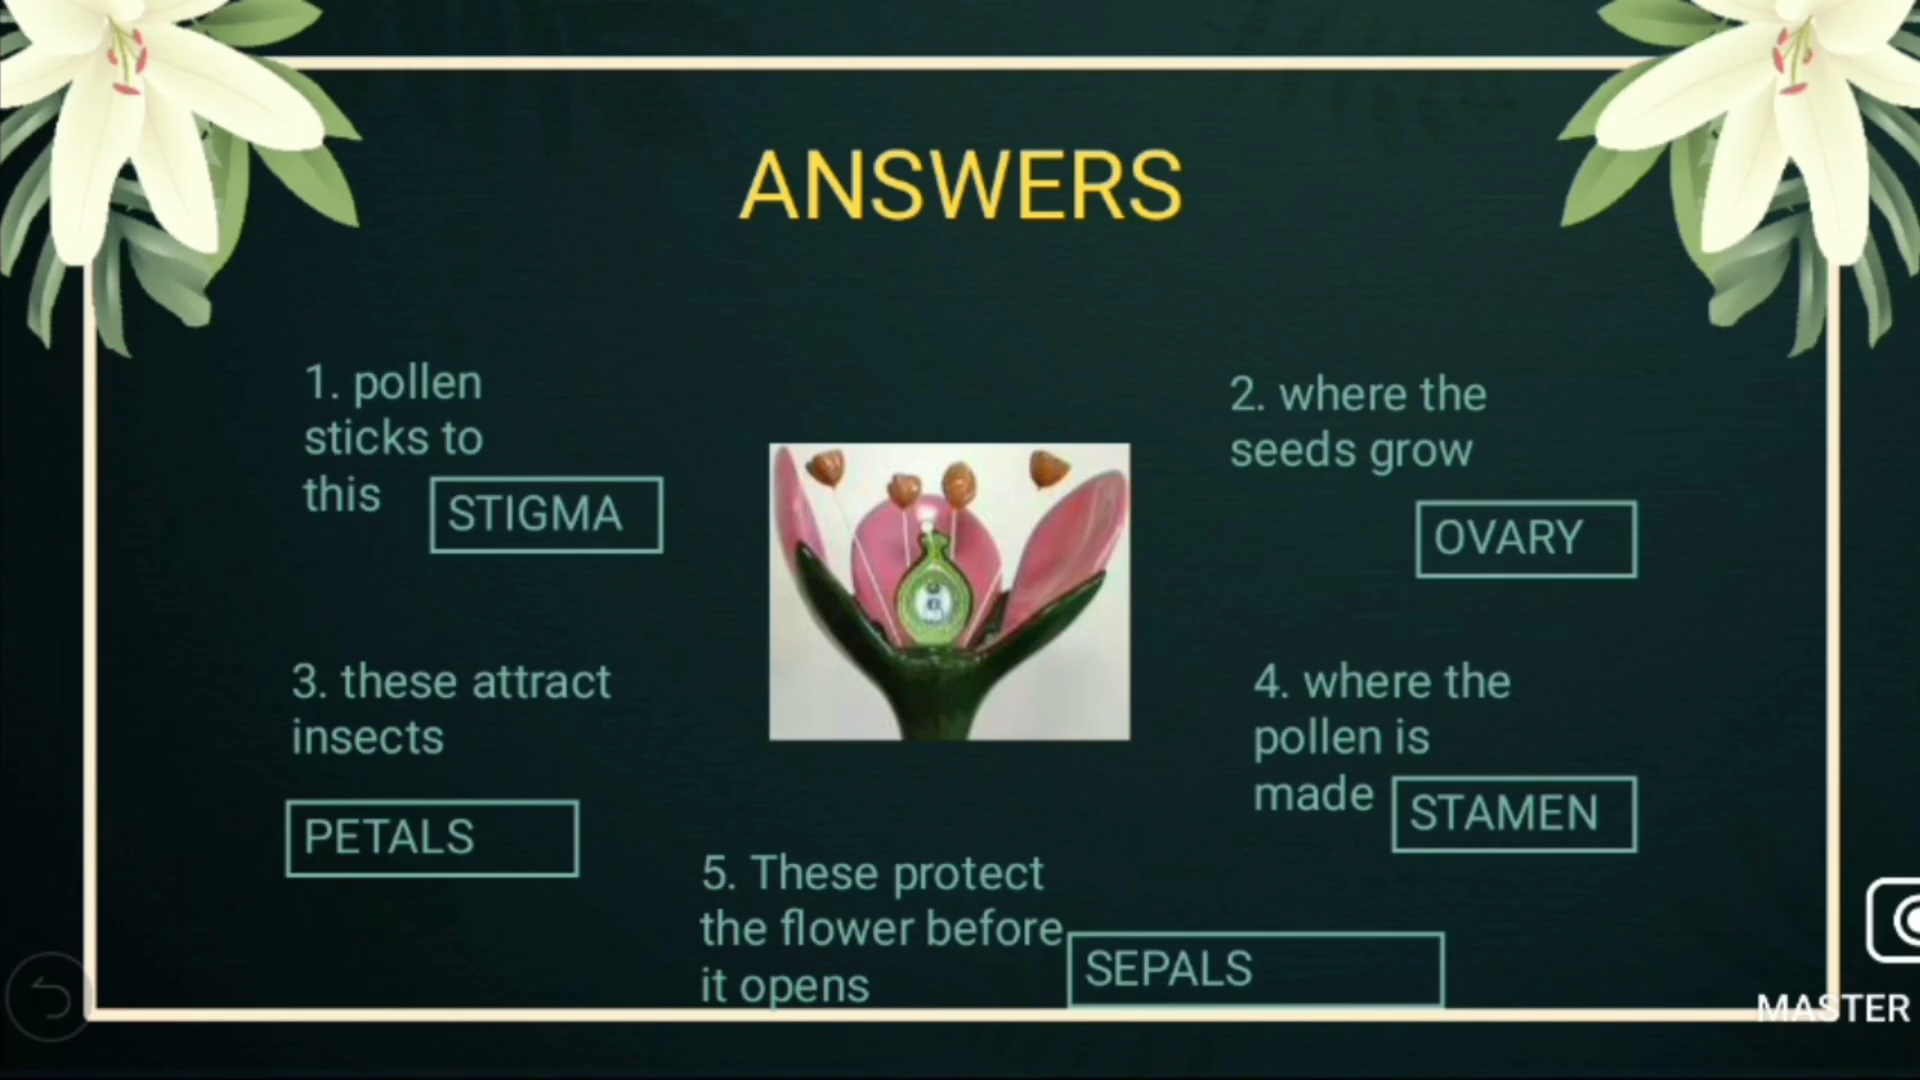 ANSWERS
1. pollen
sticks to
this
STIGMA
2. where the
seeds grow
OVARY
3. these attract
insects
PETALS
4. where the
pollen is
made
STAMEN
5. These protect
the flower before
it opens
SEPALS
MASTER